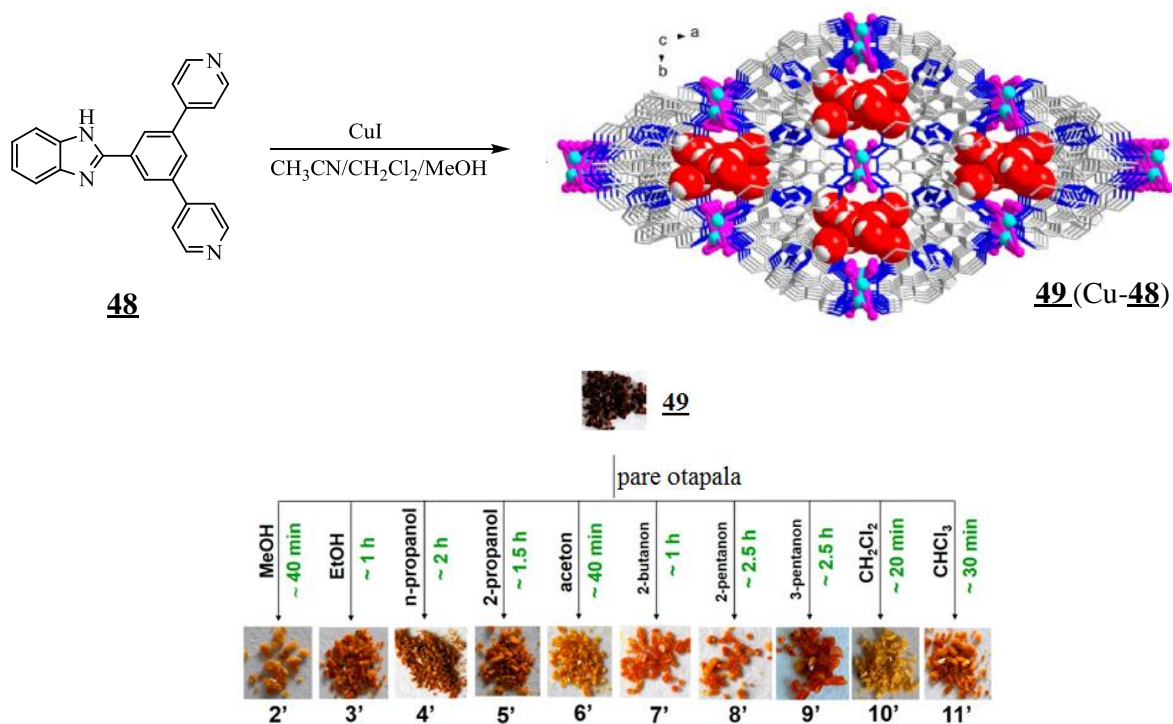 N
NH
N
N
48
CuI
CH3CN/CH2Cl2/MeOH
c a
b
49 (Cu-48)
49
pare otapala
MeOH ~ 40 min
EtOH ~ 1 h
n-propanol ~ 2 h
2-propanol ~ 1.5 h
aceton ~ 40 min
2-butanon ~ 1 h
2-pentanon ~ 2.5 h
3-pentanon ~ 2.5 h
CH2Cl2 ~ 20 min
CHCl3 ~ 30 min
2' 3' 4' 5' 6' 7' 8' 9' 10' 11'